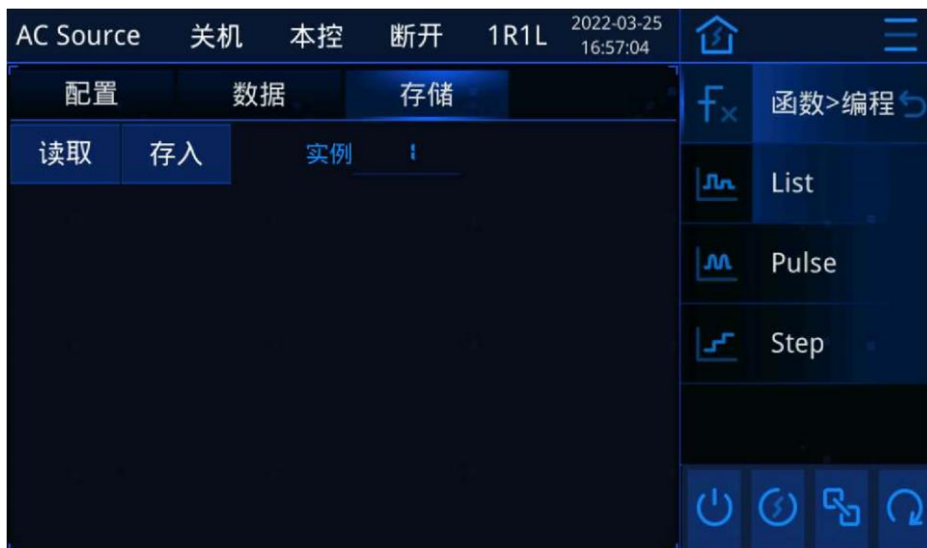 AC Source 关机 本控 断开 1R1L 2022-03-25 16:57:04
配置 数据 存储
读取 存入 实例 1
函数>编程
List
Pulse
Step